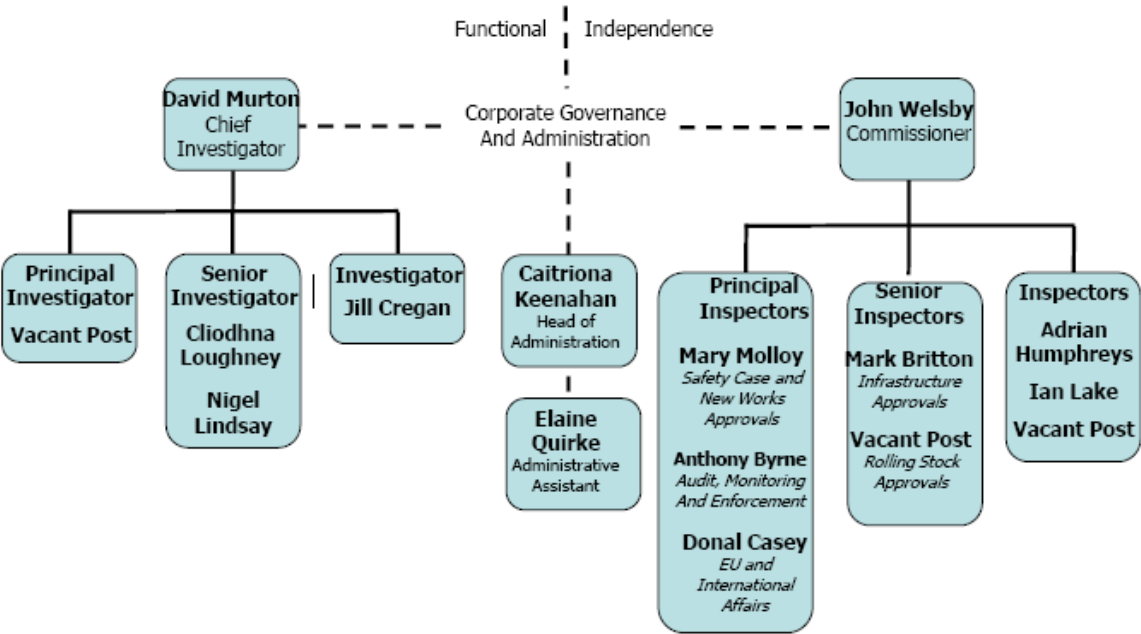 Functional Independence
David Murton
Chief
Investigator
Corporate Governance
And Administration
John Welsby
Commissioner
Principal
Investigator
Vacant Post
Senior
Investigator
Cliodhna
Loughney
Nigel
Lindsay
Investigator
Jill Cregan
Caitriona
Keenahan
Head of
Administration
Elaine
Quirke
Administrative
Assistant
Principal
Inspectors
Mary Molloy
Safety Case and
New Works
Approvals
Anthony Byrne
Audit, Monitoring
And Enforcement
Donal Casey
EU and
International
Affairs
Senior
Inspectors
Mark Britton
Infrastructure
Approvals
Vacant Post
Rolling Stock
Approvals
Inspectors
Adrian
Humphreys
Ian Lake
Vacant Post